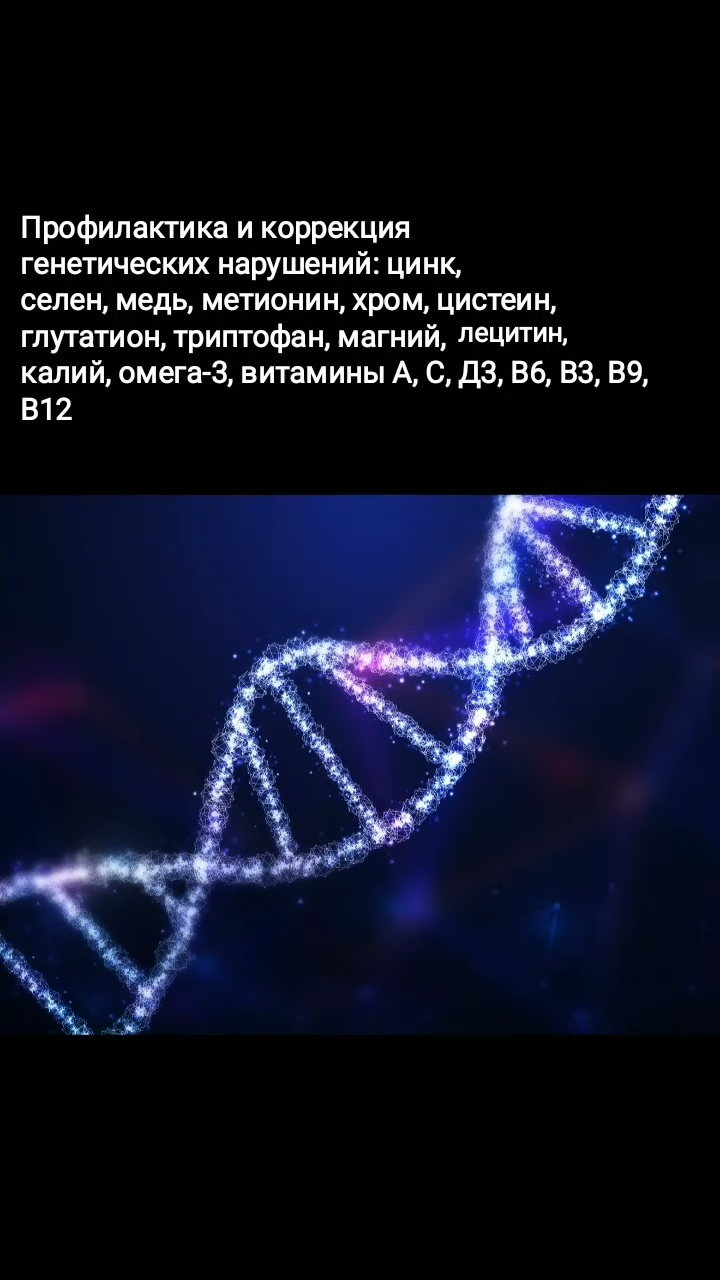 Профилактика и коррекция
генетических нарушений: цинк,
селен, медь, метионин, хром, цистеин,
глутатион, триптофан, магний, лецитин,
калий, омега-3, витамины А, С, Д3, В6, В3, В9,
В12